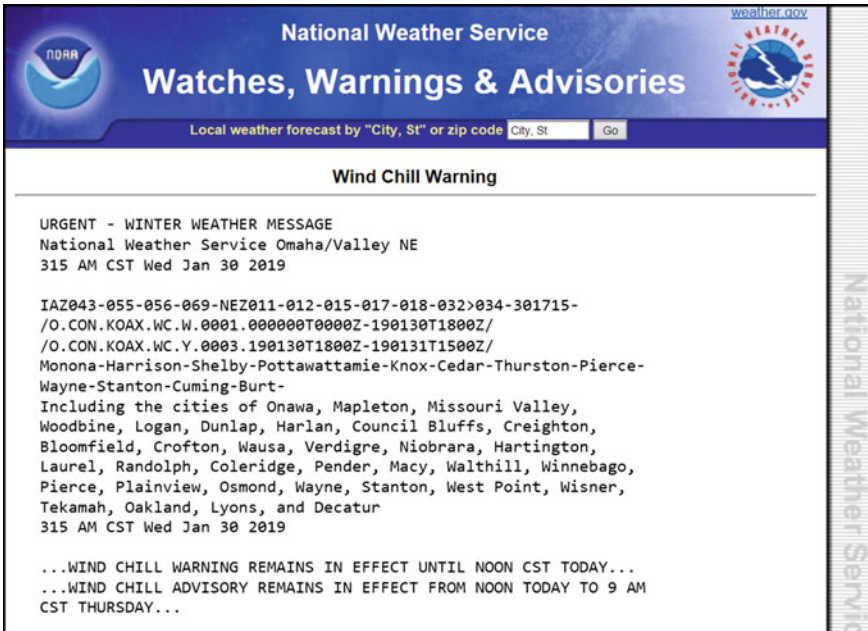 weather.gov
National Weather Service
NOAA
NATIONAL WEATHER SERVICE
Watches, Warnings & Advisories
Local weather forecast by "City, St" or zip code City, St Go
Wind Chill Warning
URGENT - WINTER WEATHER MESSAGE
National Weather Service Omaha/Valley NE
315 AM CST Wed Jan 30 2019
IAZ043-055-056-069-NEZ011-012-015-017-018-032>034-301715-
/O.CON.KOAX.WC.W.0001.000000T0000Z-190130T1800Z/
/O.CON.KOAX.WC.Y.0003.190130T1800Z-190131T1500Z/
Monona-Harrison-Shelby-Pottawattamie-Knox-Cedar-Thurston-Pierce-
Wayne-Stanton-Cuming-Burt-
Including the cities of Onawa, Mapleton, Missouri Valley,
Woodbine, Logan, Dunlap, Harlan, Council Bluffs, Creighton,
Bloomfield, Crofton, Wausa, Verdigre, Niobrara, Hartington,
Laurel, Randolph, Coleridge, Pender, Macy, Walthill, Winnebago,
Pierce, Plainview, Osmond, Wayne, Stanton, West Point, Wisner,
Tekamah, Oakland, Lyons, and Decatur
315 AM CST Wed Jan 30 2019
...WIND CHILL WARNING REMAINS IN EFFECT UNTIL NOON CST TODAY...
...WIND CHILL ADVISORY REMAINS IN EFFECT FROM NOON TODAY TO 9 AM
CST THURSDAY...
National Weather Servic